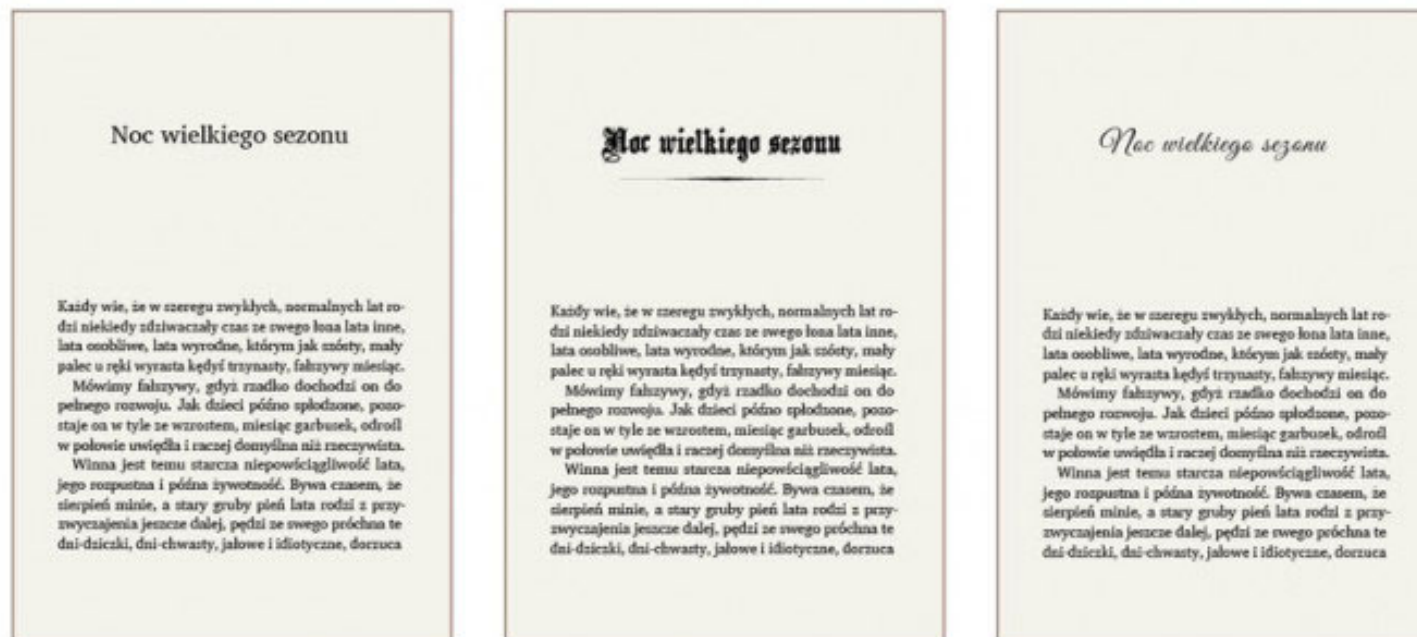 Noc wielkiego sezonu
Każdy wie, że w szeregu zwykłych, normalnych lat ro-
dzi niekiedy zdziwaczały czas ze swego łona lata inne,
lata osobliwe, lata wyrodne, którym jak szósty, mały
palec u ręki wyrasta kędyś trzynasty, fałszywy miesiąc.
Mówimy fałszywy, gdyż rzadko dochodzi on do
pełnego rozwoju. Jak dzieci późno spłodzone, pozo-
staje on w tyle ze wzrostem, miesiąc garbusek, odrośl
w połowie uwiędła i raczej domyślna niż rzeczywista.
Winna jest temu starcza niepowściągliwość lata,
jego rozpustna i późna żywotność. Bywa czasem, że
sierpień minie, a stary gruby pień lata rodzi z przy-
zwyczajenia jeszcze dalej, pędzi ze swego próchna te
dni-dziczki, dni-chwasty, jałowe i idiotyczne, dorzuca
Noc wielkiego sezonu
Każdy wie, że w szeregu zwykłych, normalnych lat ro-
dzi niekiedy zdziwaczały czas ze swego łona lata inne,
lata osobliwe, lata wyrodne, którym jak szósty, mały
palec u ręki wyrasta kędyś trzynasty, fałszywy miesiąc.
Mówimy fałszywy, gdyż rzadko dochodzi on do
pełnego rozwoju. Jak dzieci późno spłodzone, pozo-
staje on w tyle ze wzrostem, miesiąc garbusek, odrośl
w połowie uwiędła i raczej domyślna niż rzeczywista.
Winna jest temu starcza niepowściągliwość lata,
jego rozpustna i późna żywotność. Bywa czasem, że
sierpień minie, a stary gruby pień lata rodzi z przy-
zwyczajenia jeszcze dalej, pędzi ze swego próchna te
dni-dziczki, dni-chwasty, jałowe i idiotyczne, dorzuca
Noc wielkiego sezonu
Każdy wie, że w szeregu zwykłych, normalnych lat ro-
dzi niekiedy zdziwaczały czas ze swego łona lata inne,
lata osobliwe, lata wyrodne, którym jak szósty, mały
palec u ręki wyrasta kędyś trzynasty, fałszywy miesiąc.
Mówimy fałszywy, gdyż rzadko dochodzi on do
pełnego rozwoju. Jak dzieci późno spłodzone, pozo-
staje on w tyle ze wzrostem, miesiąc garbusek, odrośl
w połowie uwiędła i raczej domyślna niż rzeczywista.
Winna jest temu starcza niepowściągliwość lata,
jego rozpustna i późna żywotność. Bywa czasem, że
sierpień minie, a stary gruby pień lata rodzi z przy-
zwyczajenia jeszcze dalej, pędzi ze swego próchna te
dni-dziczki, dni-chwasty, jałowe i idiotyczne, dorzuca